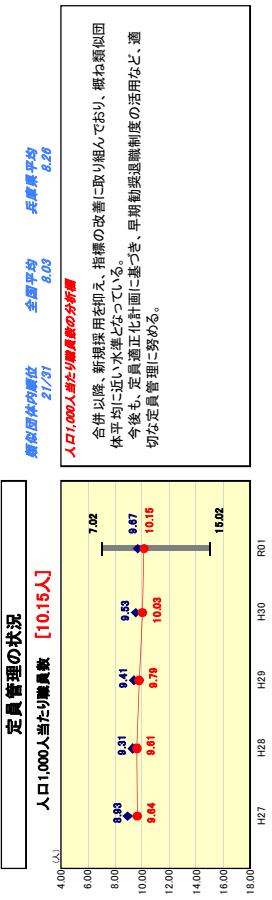 定員管理の状況
人口1,000人当たり職員数 [10.15人]
(人)
4.00
6.00
8.00
10.00
12.00
14.00
16.00
18.00
8.93
9.31
9.41
9.53
9.67
9.64
9.61
9.79
10.03
10.15
7.02
15.02
H27 H28 H29 H30 R01
類似団体内順位 全国平均 兵庫県平均
21/31 8.03 8.26
人口1,000人当たり職員数の分析欄
合併以降、新規採用を抑え、指標の改善に取り組んでおり、概ね類似団
体平均に近い水準となっている。
今後も、定員適正化計画に基づき、早期勧奨退職制度の活用など、適
切な定員管理に努める。